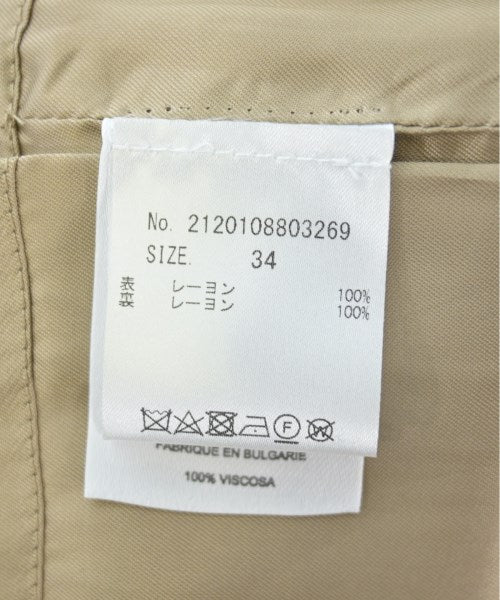 No. 2120108803269
SIZE. 34
表 レーヨン 100%
裏 レーヨン 100%
F W
FABRIQUE EN BULGARIE
100% VISCOSA